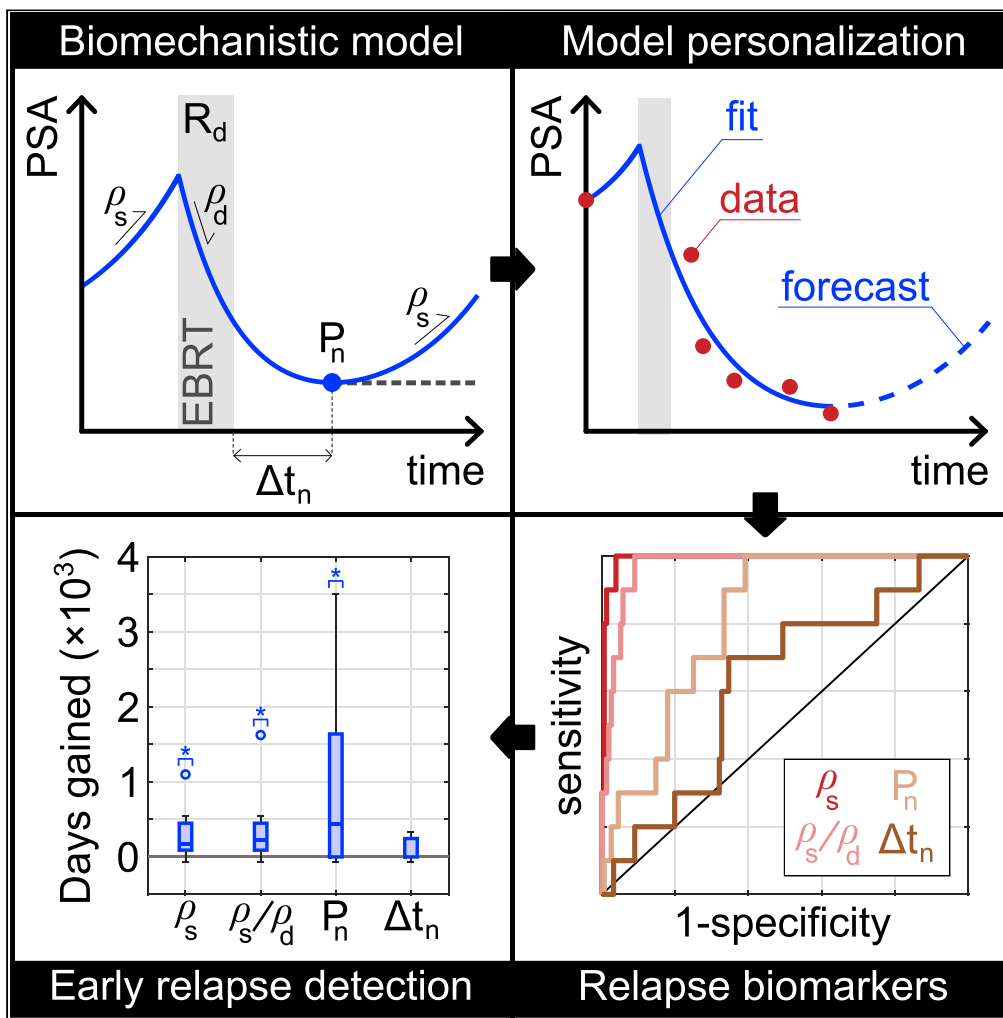 Biomechanistic model
PSA
R_d
ρ_s
ρ_d
EBRT
P_n
ρ_s
Δt_n
time
Model personalization
PSA
fit
data
forecast
time
Days gained (×10³)
4
3
2
1
0
*
*
*
ρ_s
ρ_s/ρ_d
P_n
Δt_n
Early relapse detection
sensitivity
ρ_s P_n
ρ_s/ρ_d Δt_n
1-specificity
Relapse biomarkers